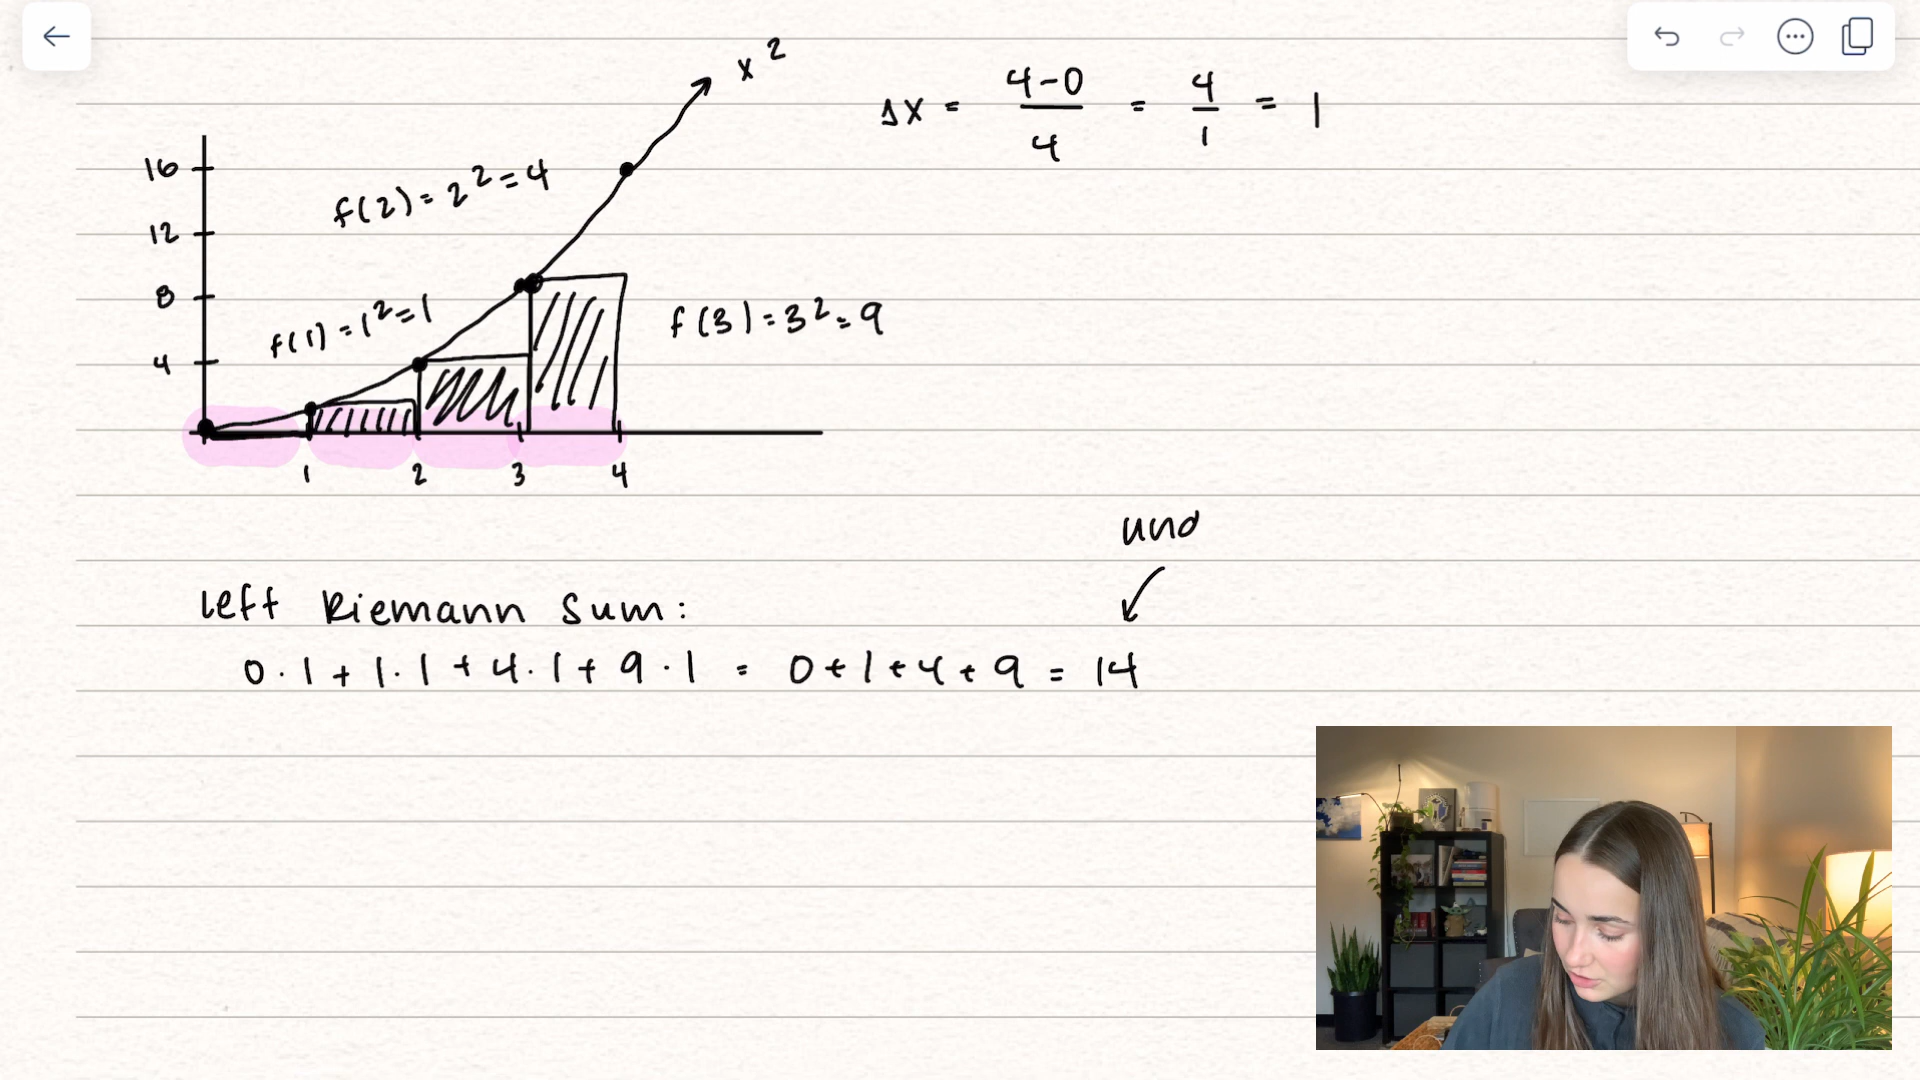 x²
Δx = 4-0/4 = 4/1 = 1
16
f(2) = 2² = 4
12
8
f(1) = 1² = 1
f(3) = 3² = 9
4
1 2 3 4
und
Left Riemann Sum:
0·1 + 1·1 + 4·1 + 9·1 = 0+1+4+9 = 14